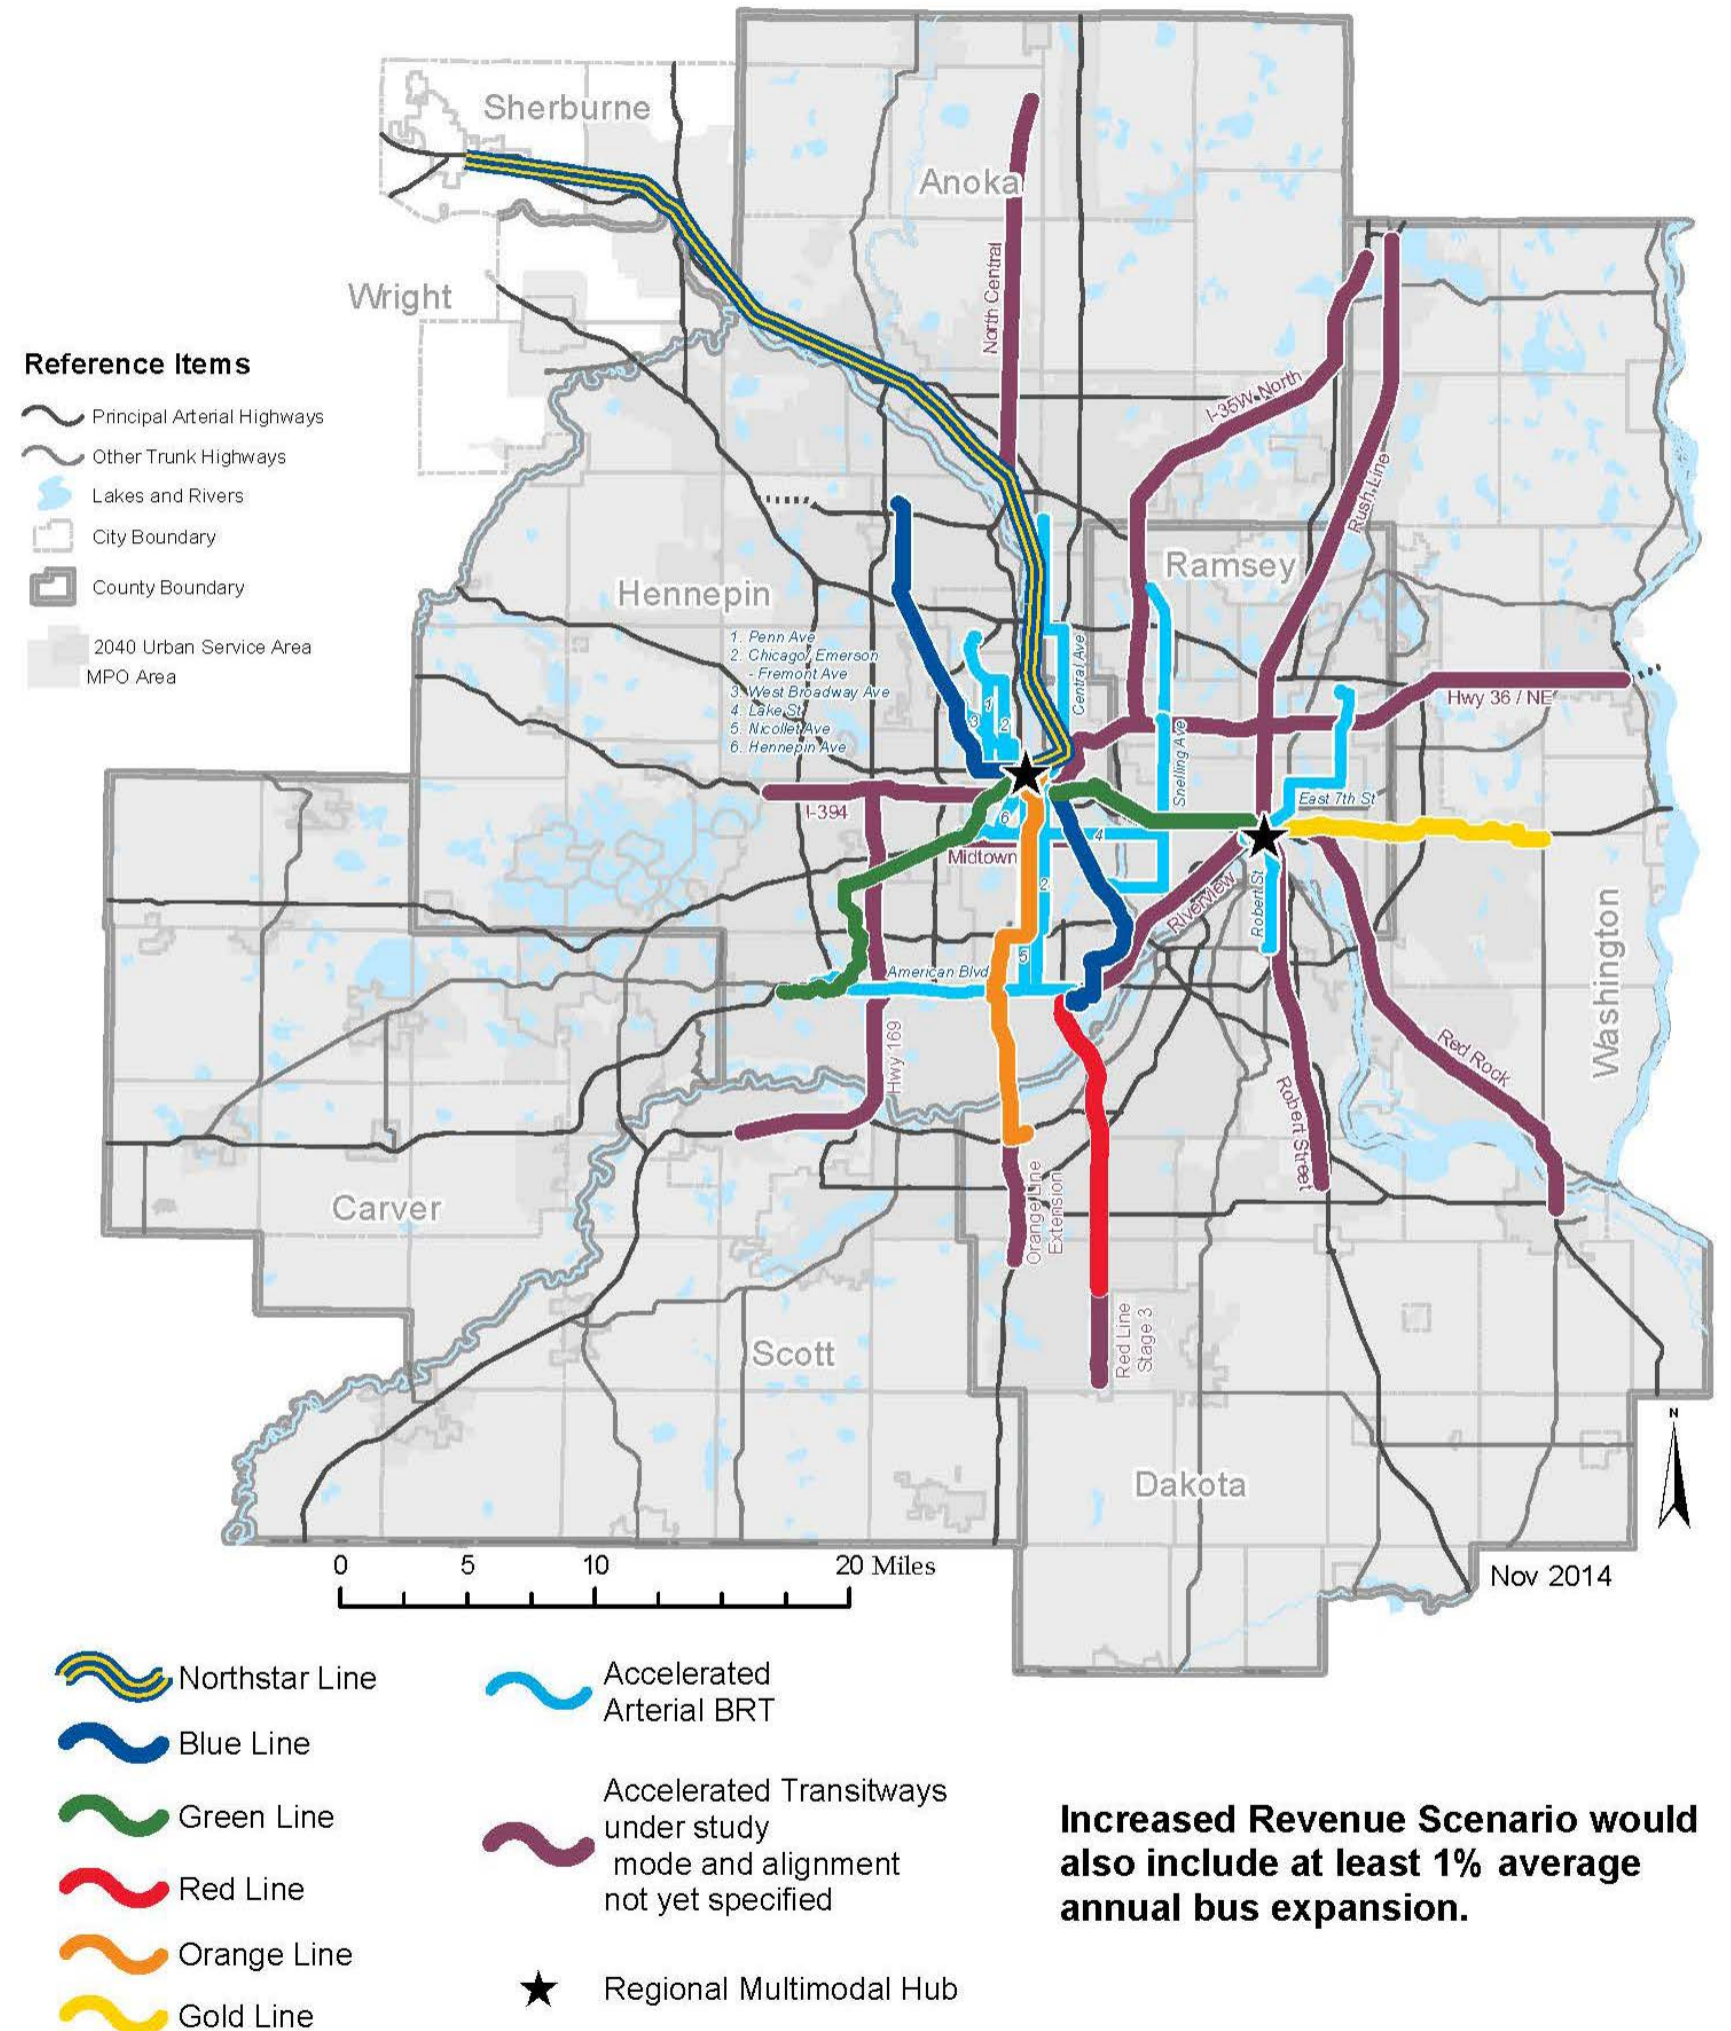 Sherburne
Anoka
Wright
North Central
I-35W North
Rush Line
Reference Items
Principal Arterial Highways
Other Trunk Highways
Lakes and Rivers
City Boundary
County Boundary
2040 Urban Service Area
MPO Area
Hennepin
Ramsey
1. Penn Ave
2. Chicago/ Emerson
- Fremont Ave
3. West Broadway Ave
4. Lake St
5. Nicollet Ave
6. Hennepin Ave
Central Ave
Snelling Ave
Hwy 36 / NE
1
2
3
I-394
East 7th St
6
4
Midtown
2
Riverview
Robert St
Washington
5
American Blvd
Hwy 169
Red Rock
Robert Street
Orange Line
Extension
Carver
Red Line
Stage 3
Scott
Dakota
N
0 5 10 20 Miles
Nov 2014
Northstar Line
Blue Line
Green Line
Red Line
Orange Line
Gold Line
Accelerated
Arterial BRT
Accelerated Transitways
under study
mode and alignment
not yet specified
Regional Multimodal Hub
Increased Revenue Scenario would
also include at least 1% average
annual bus expansion.